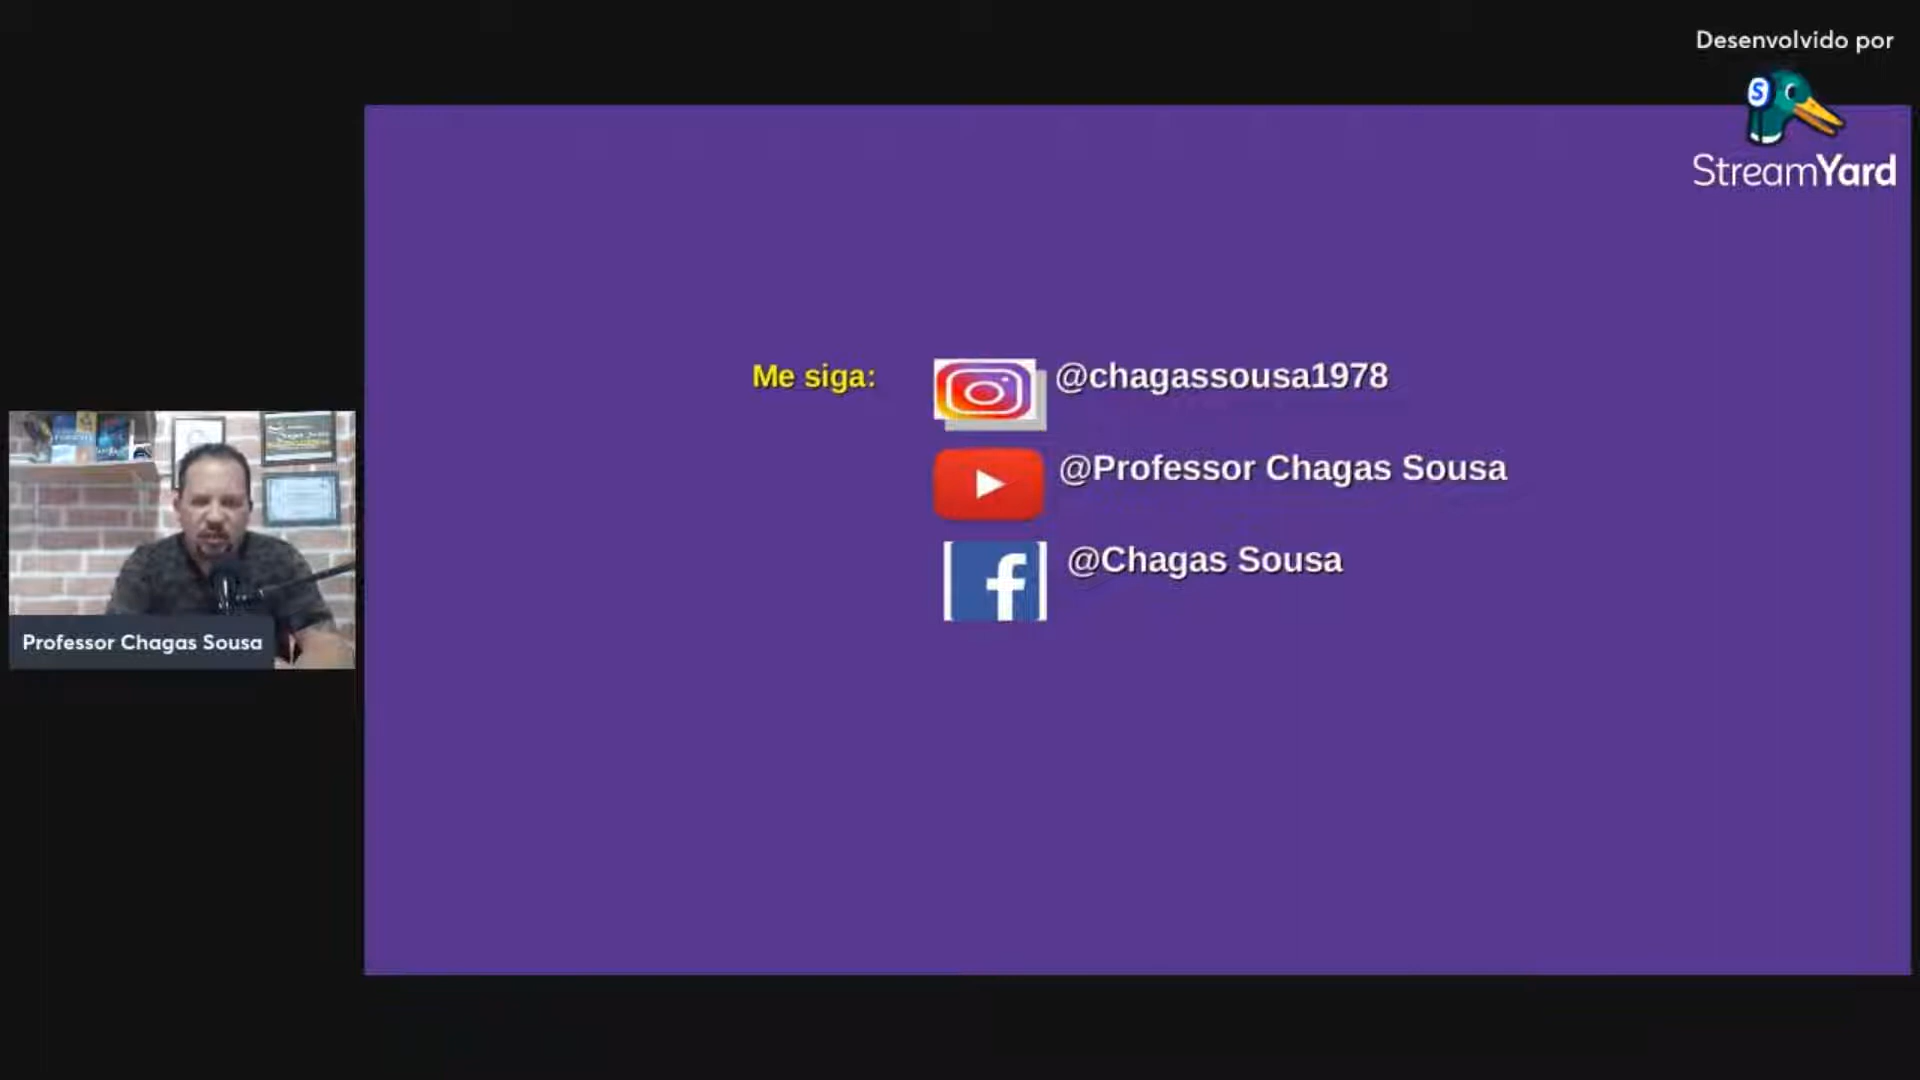 Desenvolvido por
S
StreamYard
Me siga:
@chagassousa1978
@Professor Chagas Sousa
f
@Chagas Sousa
Professor Chagas Sousa